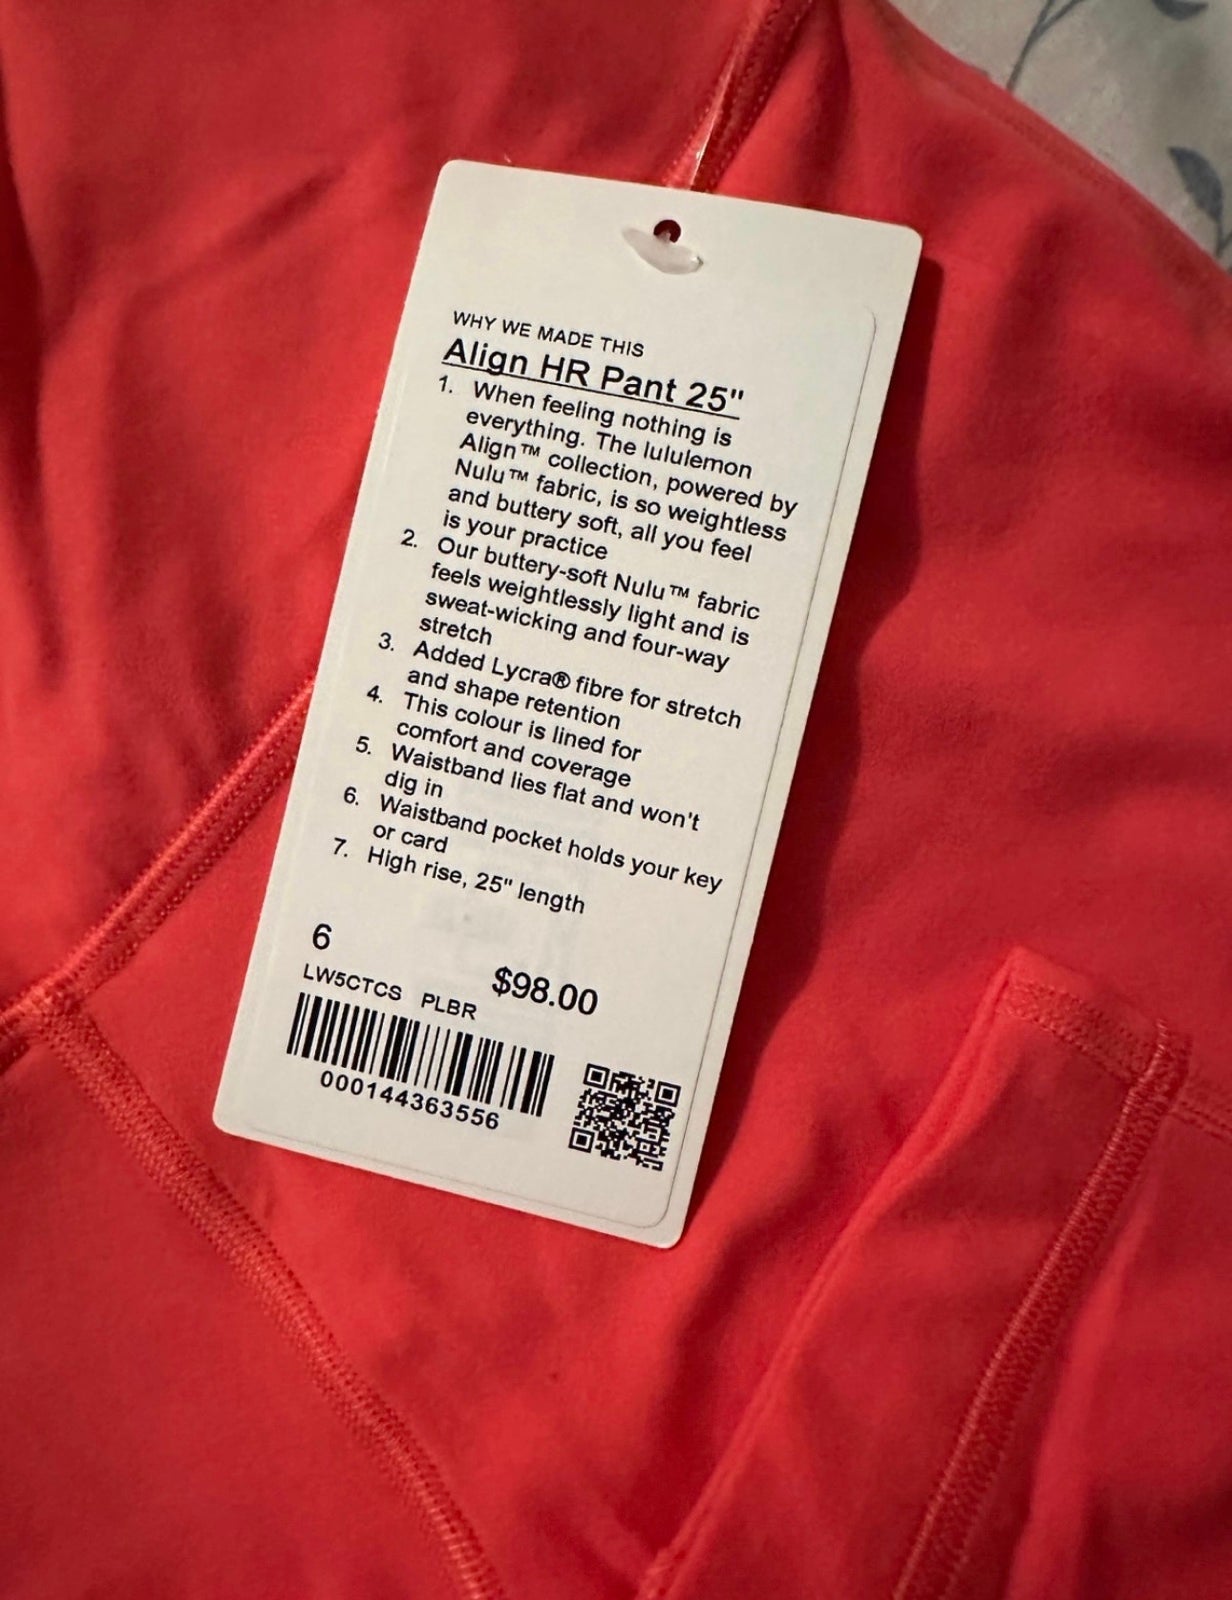 WHY WE MADE THIS
Align HR Pant 25"
1. When feeling nothing is
everything. The lululemon
Align™ collection, powered by
Nulu™ fabric, is so weightless
and buttery soft, all you feel
is your practice
2. Our buttery-soft Nulu™ fabric
feels weightlessly light and is
sweat-wicking and four-way
stretch
3. Added Lycra® fibre for stretch
and shape retention
4. This colour is lined for
comfort and coverage
5. Waistband lies flat and won't
dig in
6. Waistband pocket holds your key
or card
7. High rise, 25" length
6
$98.00
LW5CTCS PLBR
000144363556